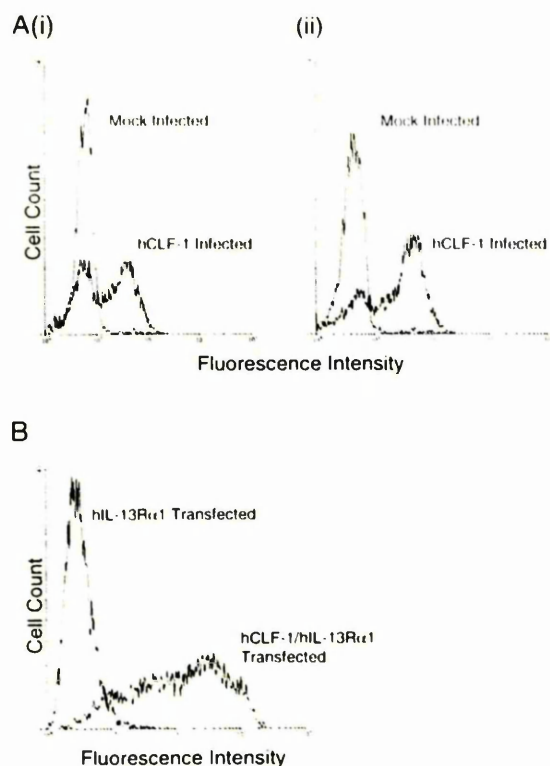 A(i)
(ii)
Mock Infected
hCLF-1 Infected
Cell Count
Mock Infected
hCLF-1 Infected
Fluorescence Intensity
B
hIL-13Rα1 Transfected
hCLF-1/hIL-13Rα1
Transfected
Cell Count
Fluorescence Intensity